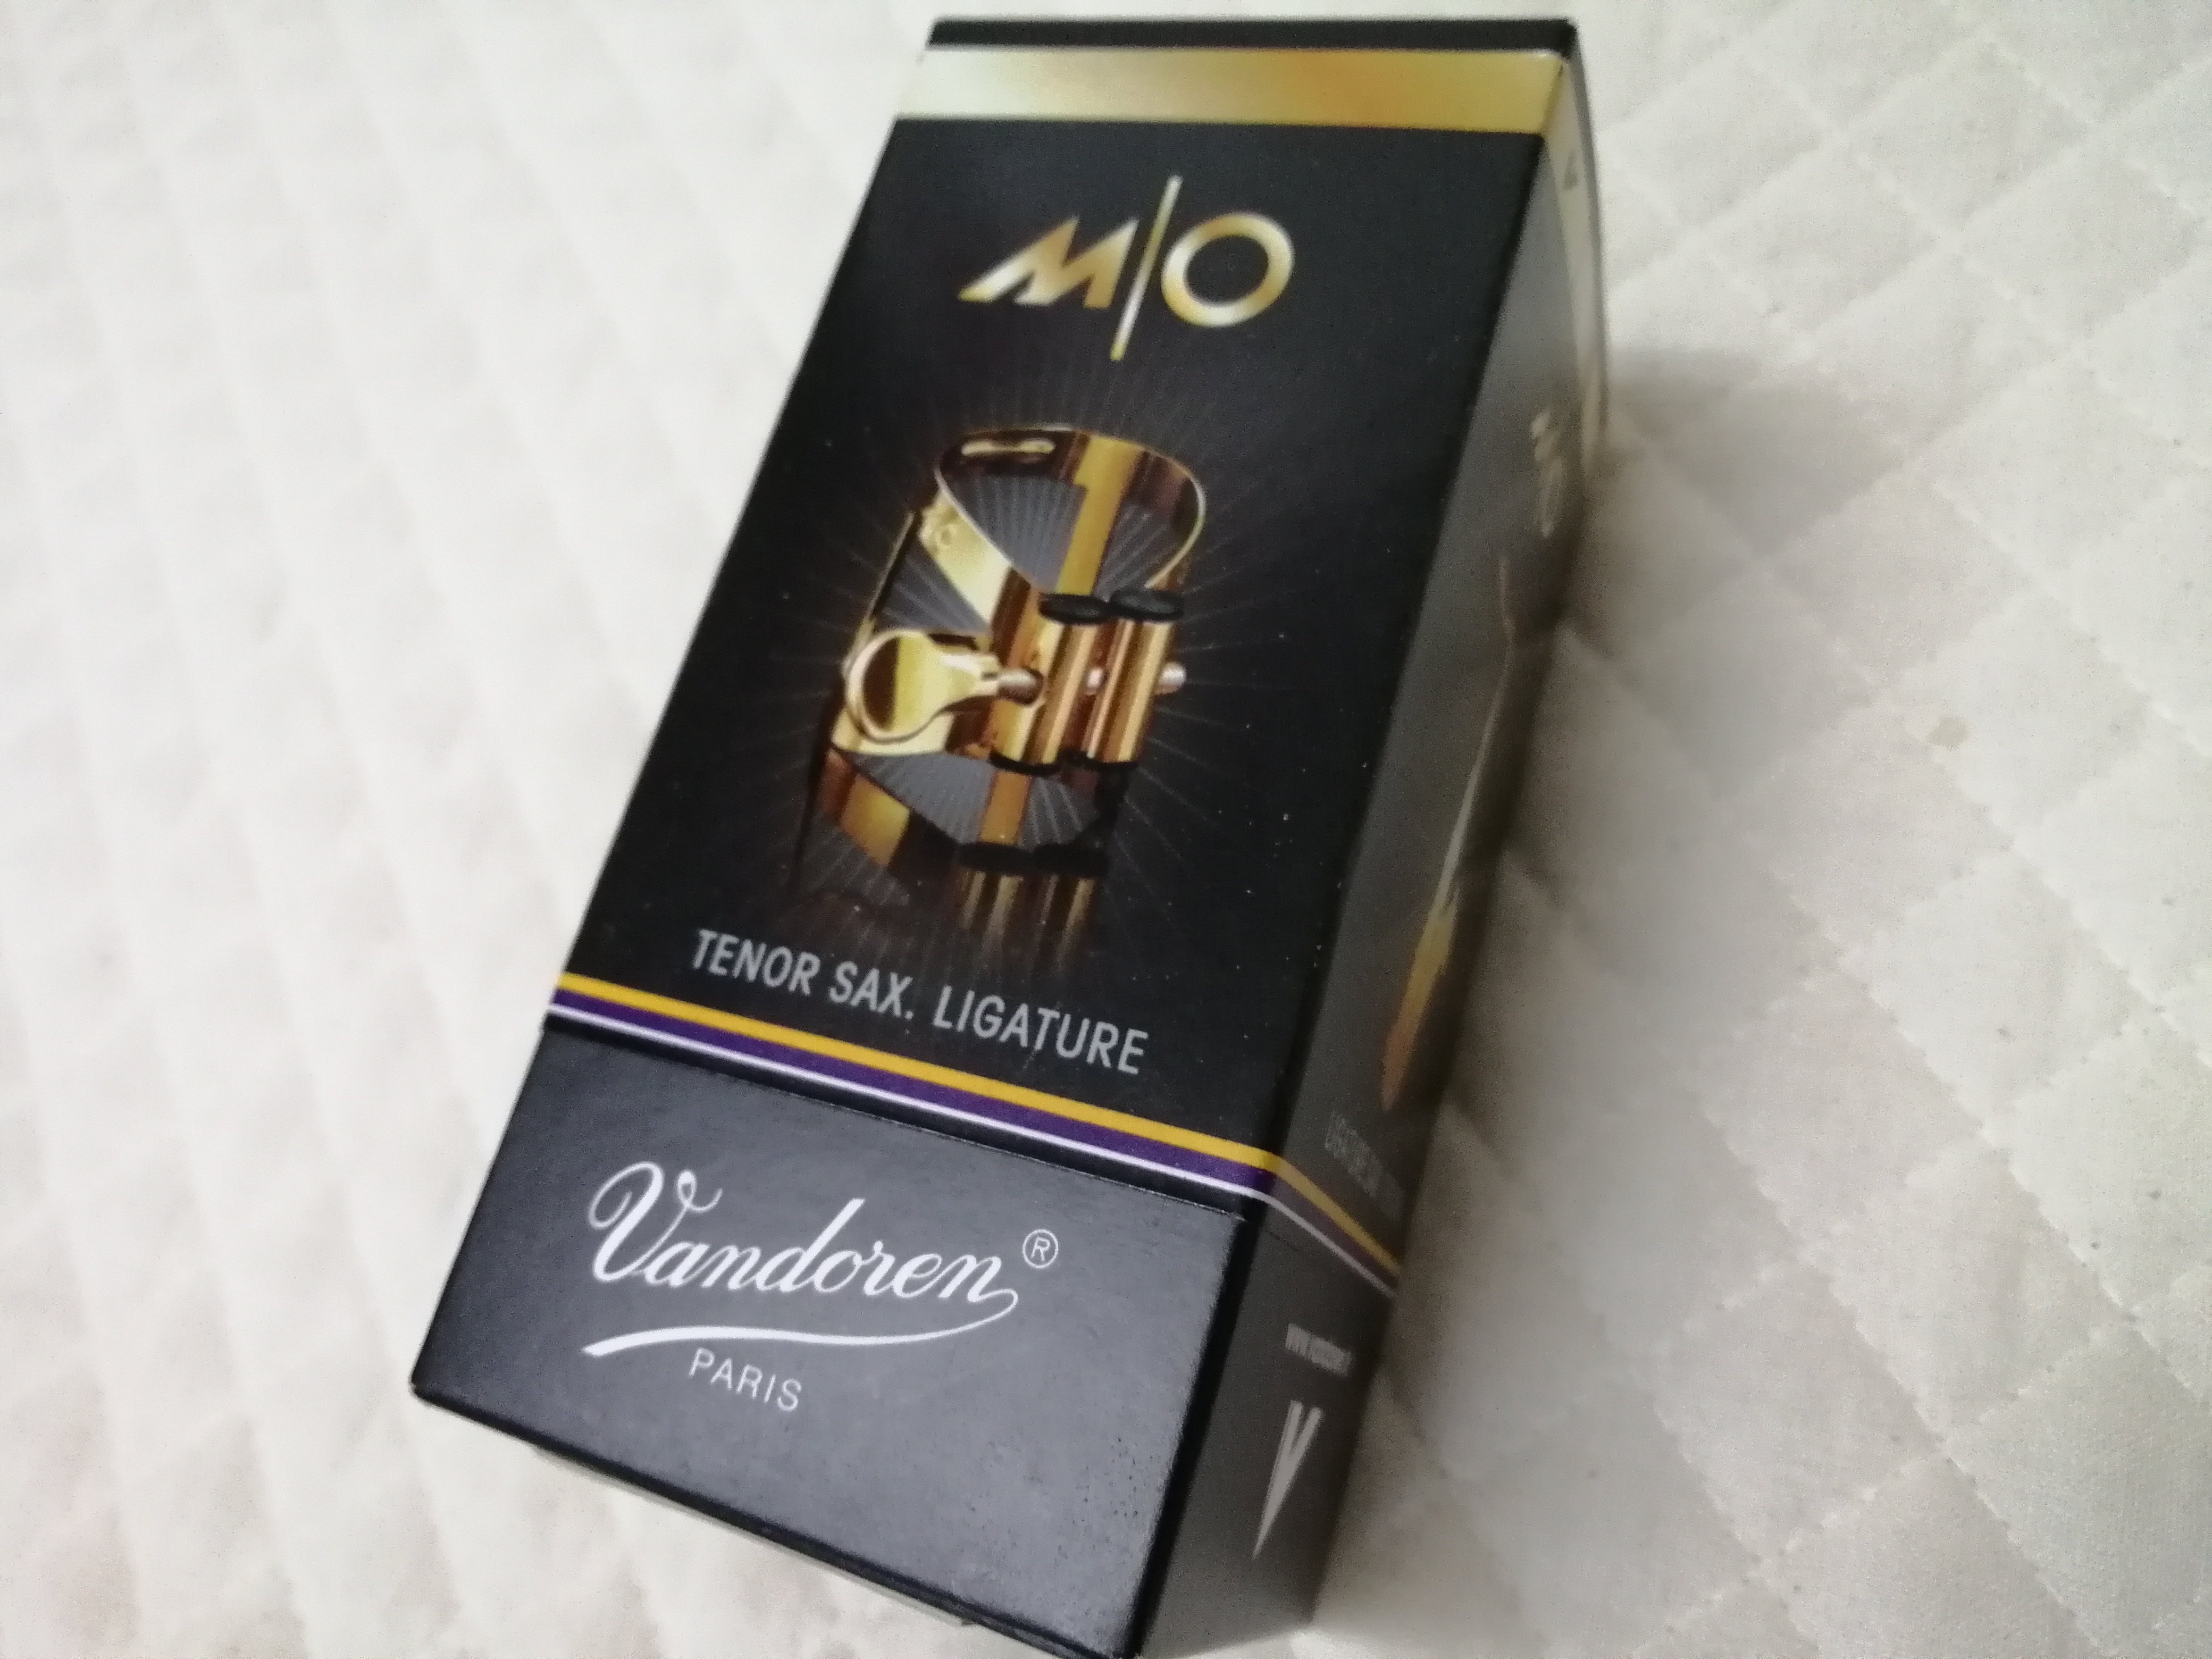 M|O
TENOR SAX. LIGATURE
Vandoren®
PARIS
V